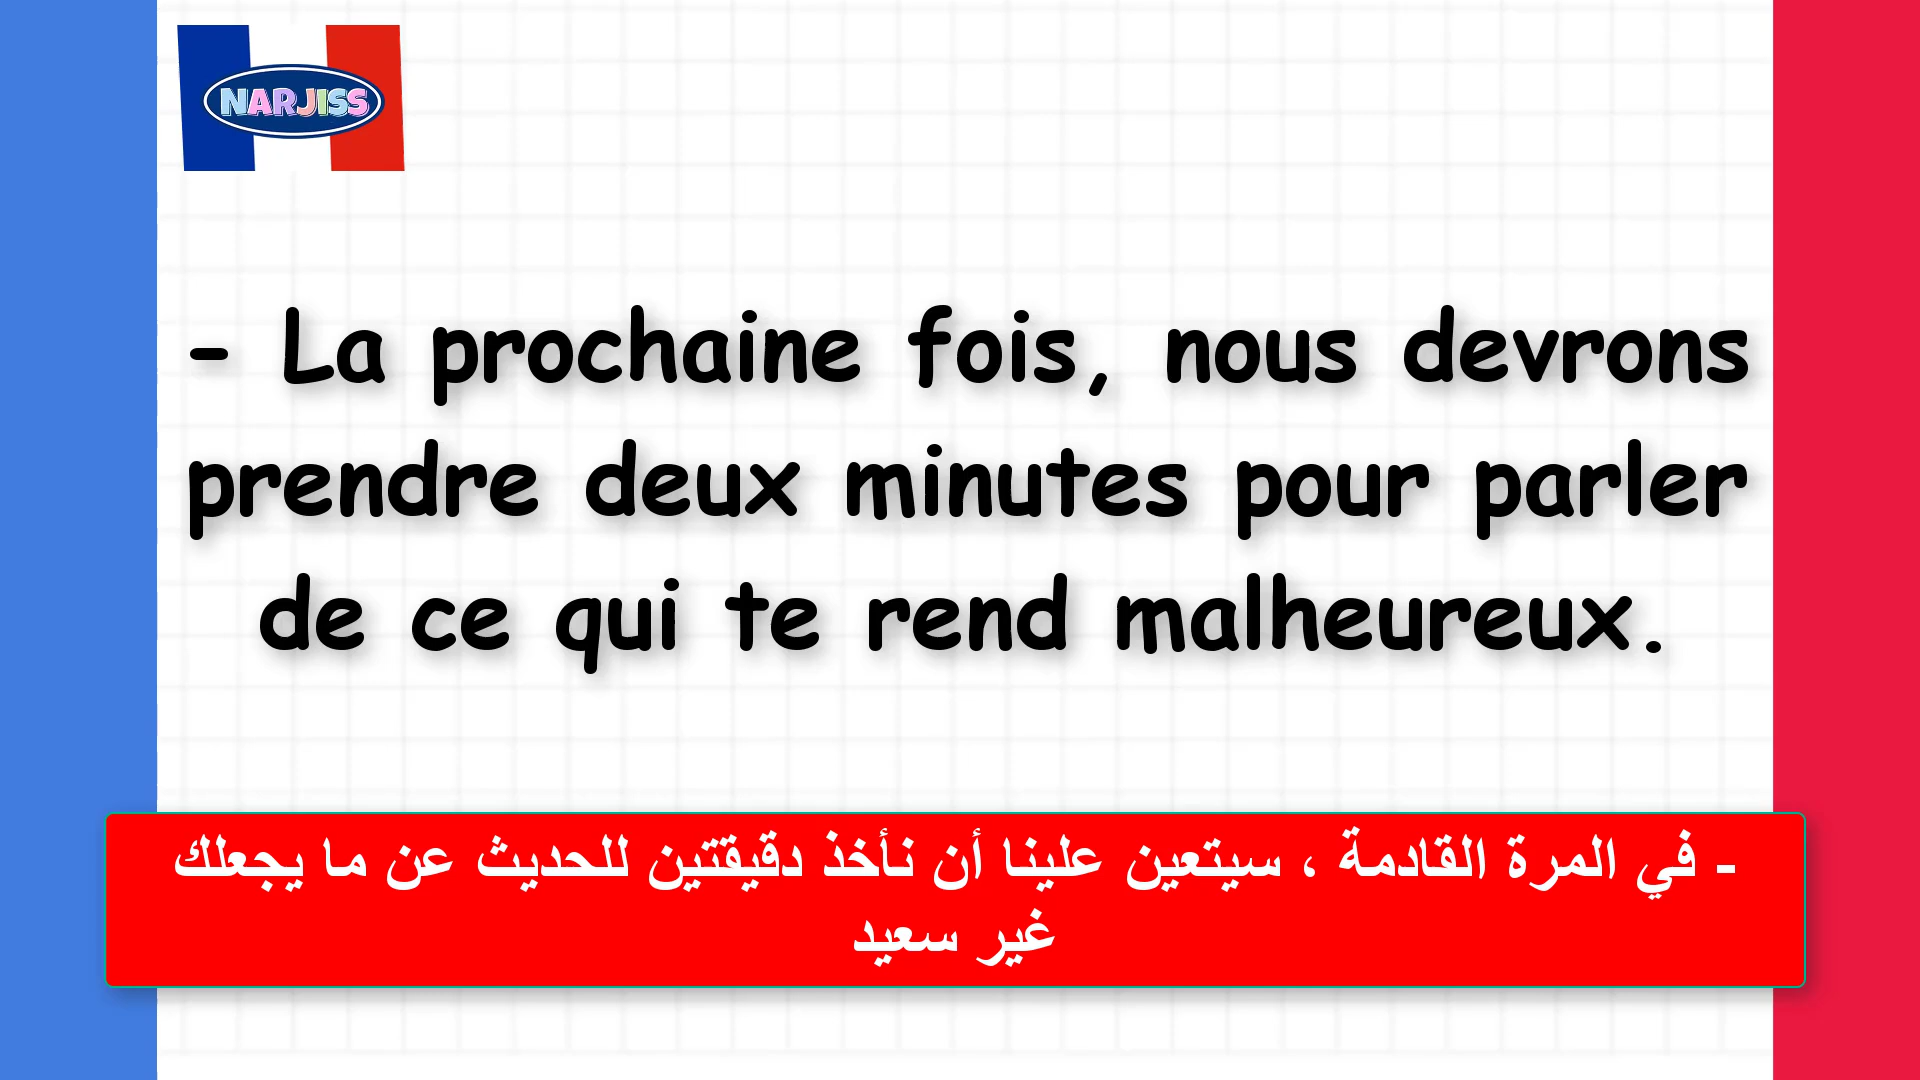 NARJISS
- La prochaine fois, nous devrons
prendre deux minutes pour parler
de ce qui te rend malheureux.
- في المرة القادمة ، سيتعين علينا أن نأخذ دقيقتين للحديث عن ما يجعلك
غير سعيد